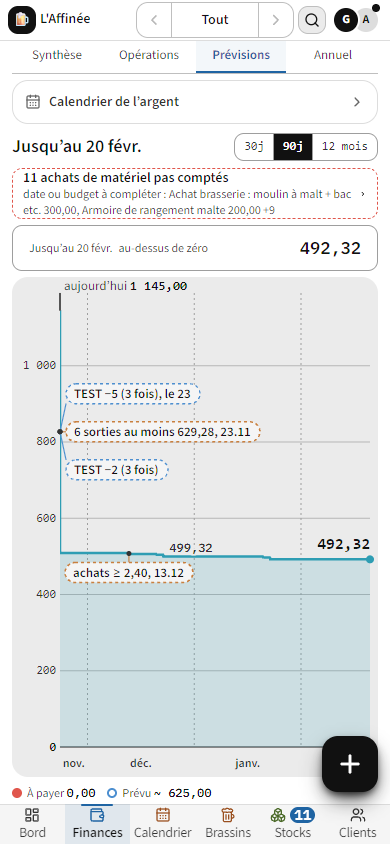 L'Affinée
Tout
G
A
Synthèse
Opérations
Prévisions
Annuel
Calendrier de l'argent
Jusqu'au 20 févr.
30j
90j
12 mois
11 achats de matériel pas comptés
date ou budget à compléter : Achat brasserie : moulin à malt + bac
etc. 300,00, Armoire de rangement malte 200,00 +9
Jusqu'au 20 févr. au-dessus de zéro
492,32
aujourd'hui 1 145,00
1 000
TEST −5 (3 fois), le 23
6 sorties au moins 629,28, 23.11
800
TEST −2 (3 fois)
600
499,32
492,32
achats ≥ 2,40, 13.12
400
200
0
nov.
déc.
janv.
À payer 0,00
Prévu ~ 625,00
Bord
Finances
Calendrier
Brassins
11
Stocks
Clients